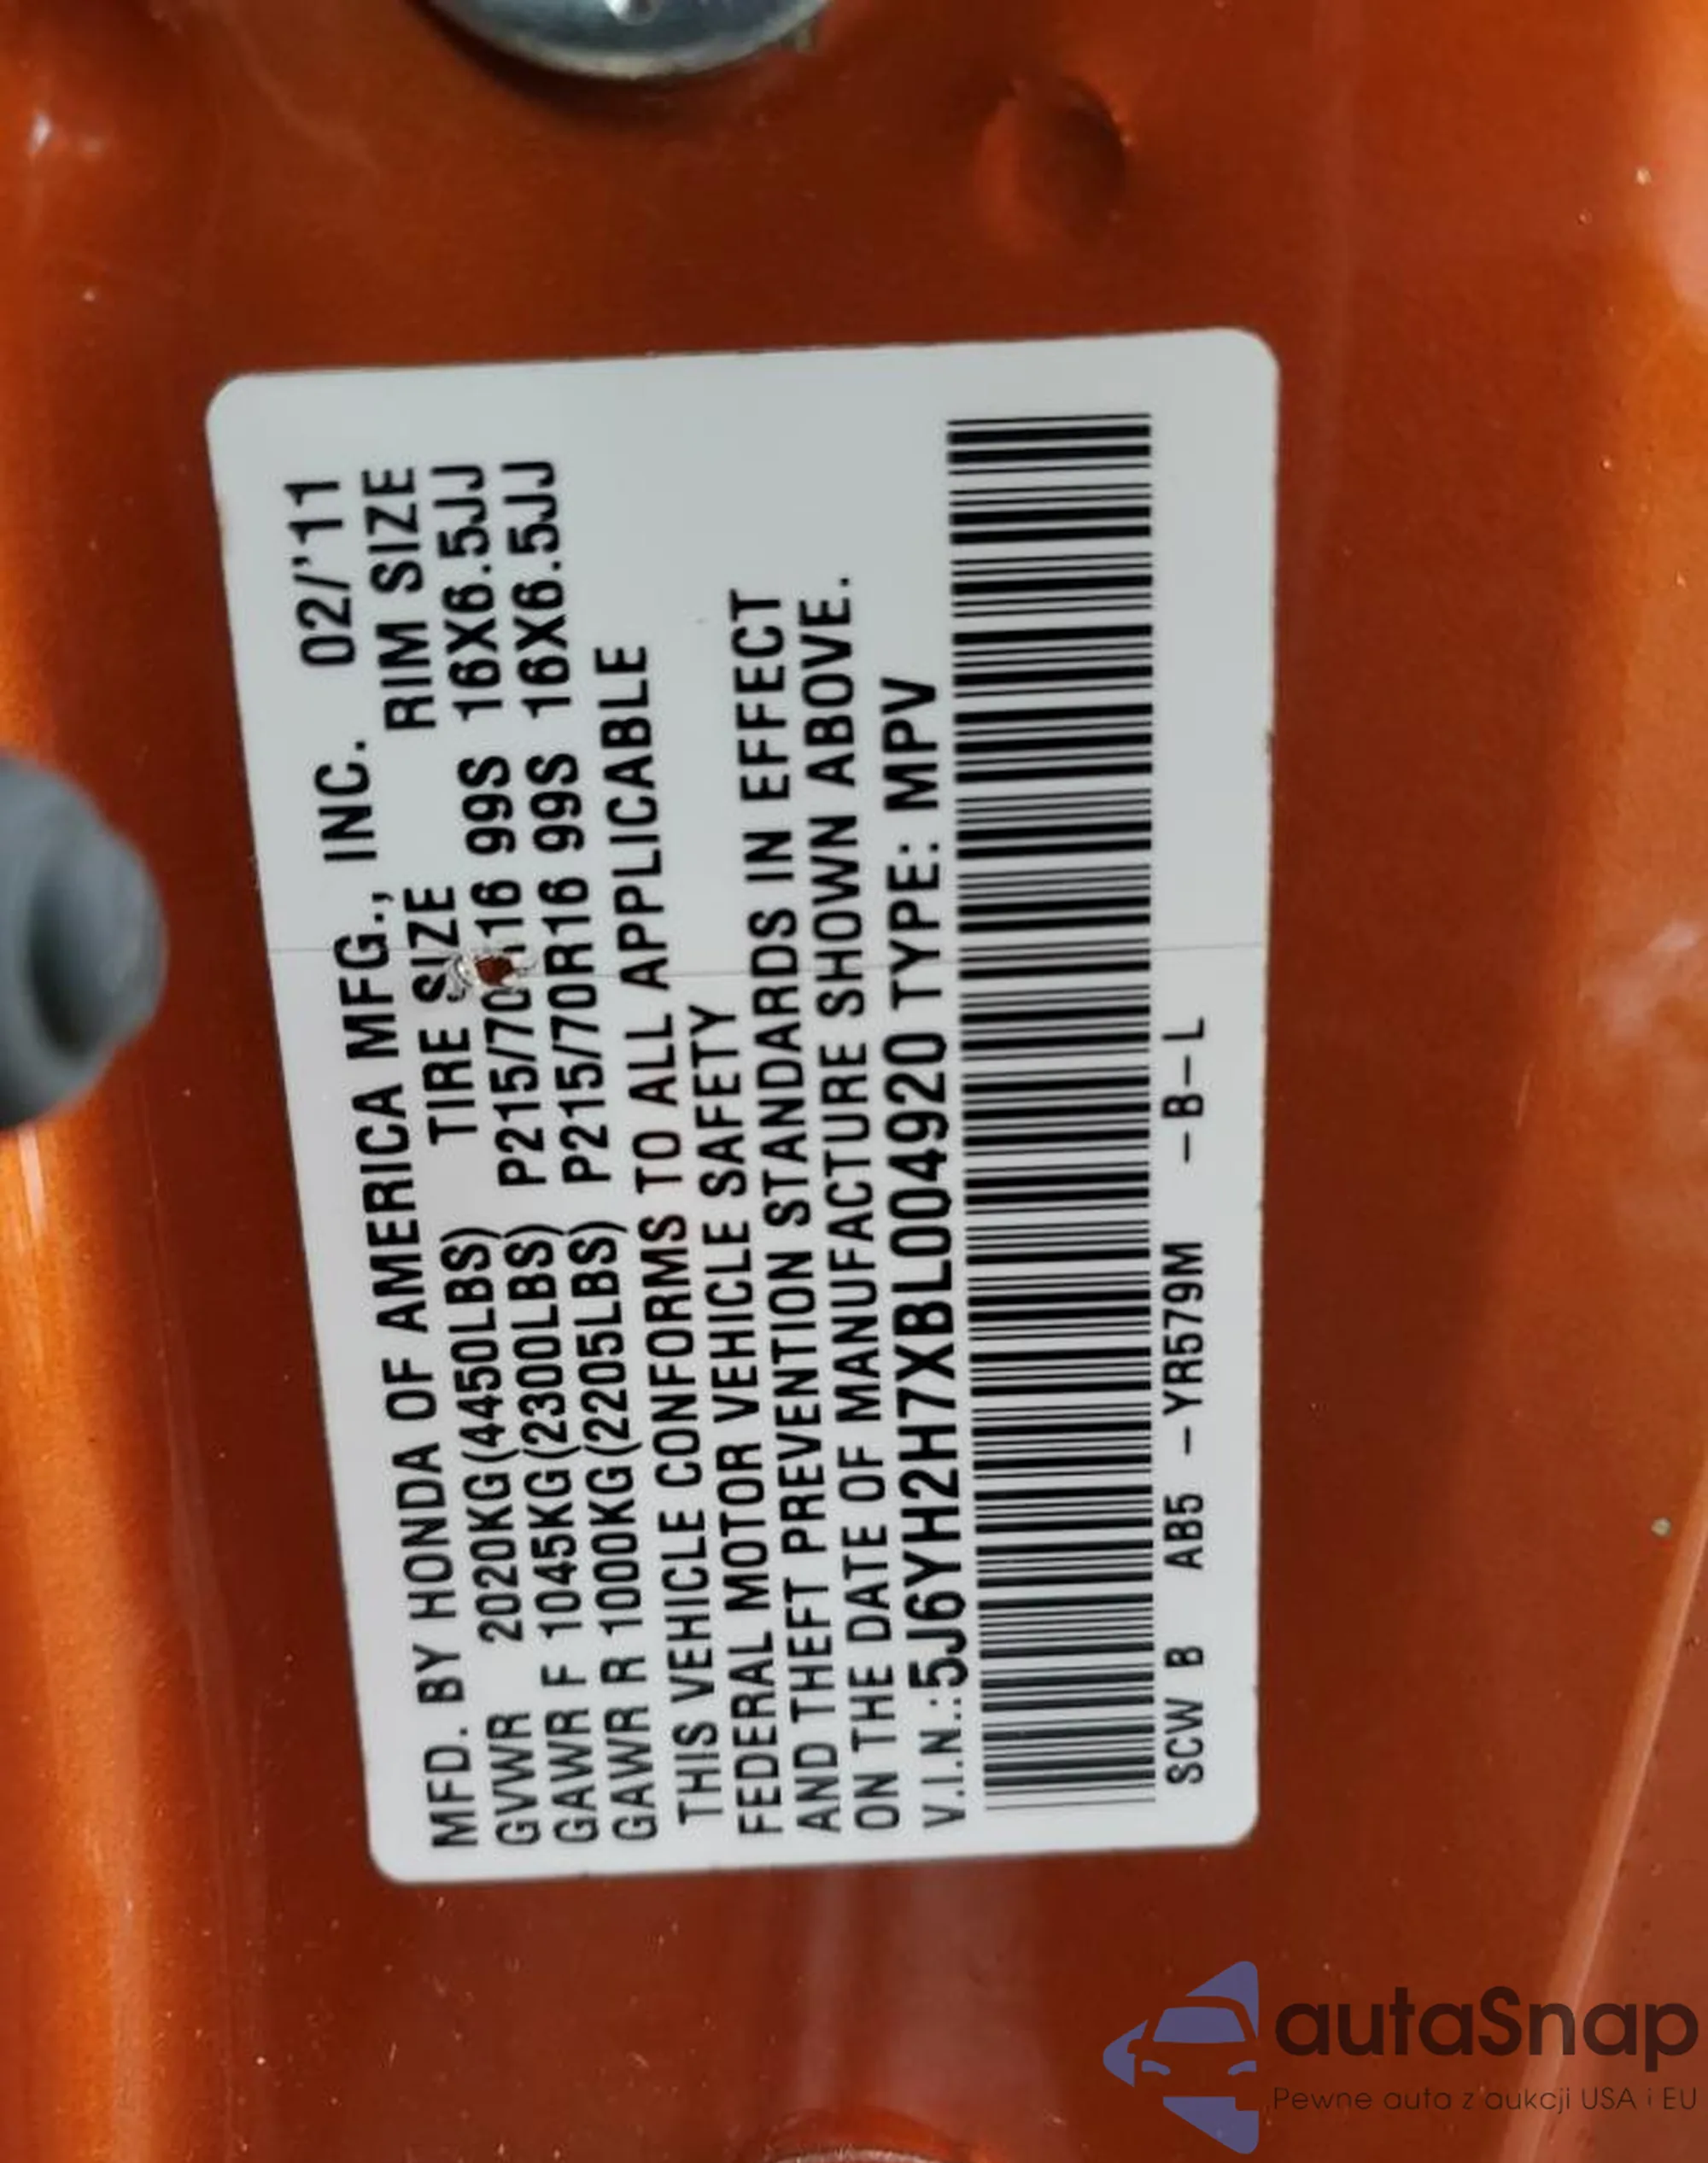 MFD. BY HONDA OF AMERICA MFG., INC. 02/'11
TIRE SIZE RIM SIZE
GVWR 2020KG(4450LBS) P215/70R16 99S 16X6.5JJ
GAWR F 1045KG(2300LBS) P215/70R16 99S 16X6.5JJ
GAWR R 1000KG(2205LBS)
THIS VEHICLE CONFORMS TO ALL APPLICABLE
FEDERAL MOTOR VEHICLE SAFETY
AND THEFT PREVENTION STANDARDS IN EFFECT
ON THE DATE OF MANUFACTURE SHOWN ABOVE.
V.I.N.:5J6YH2H7XBL004920 TYPE: MPV
SCW B AB5 -YR579M -B-L
autaSnap
Pewne auta z aukcji USA i EU